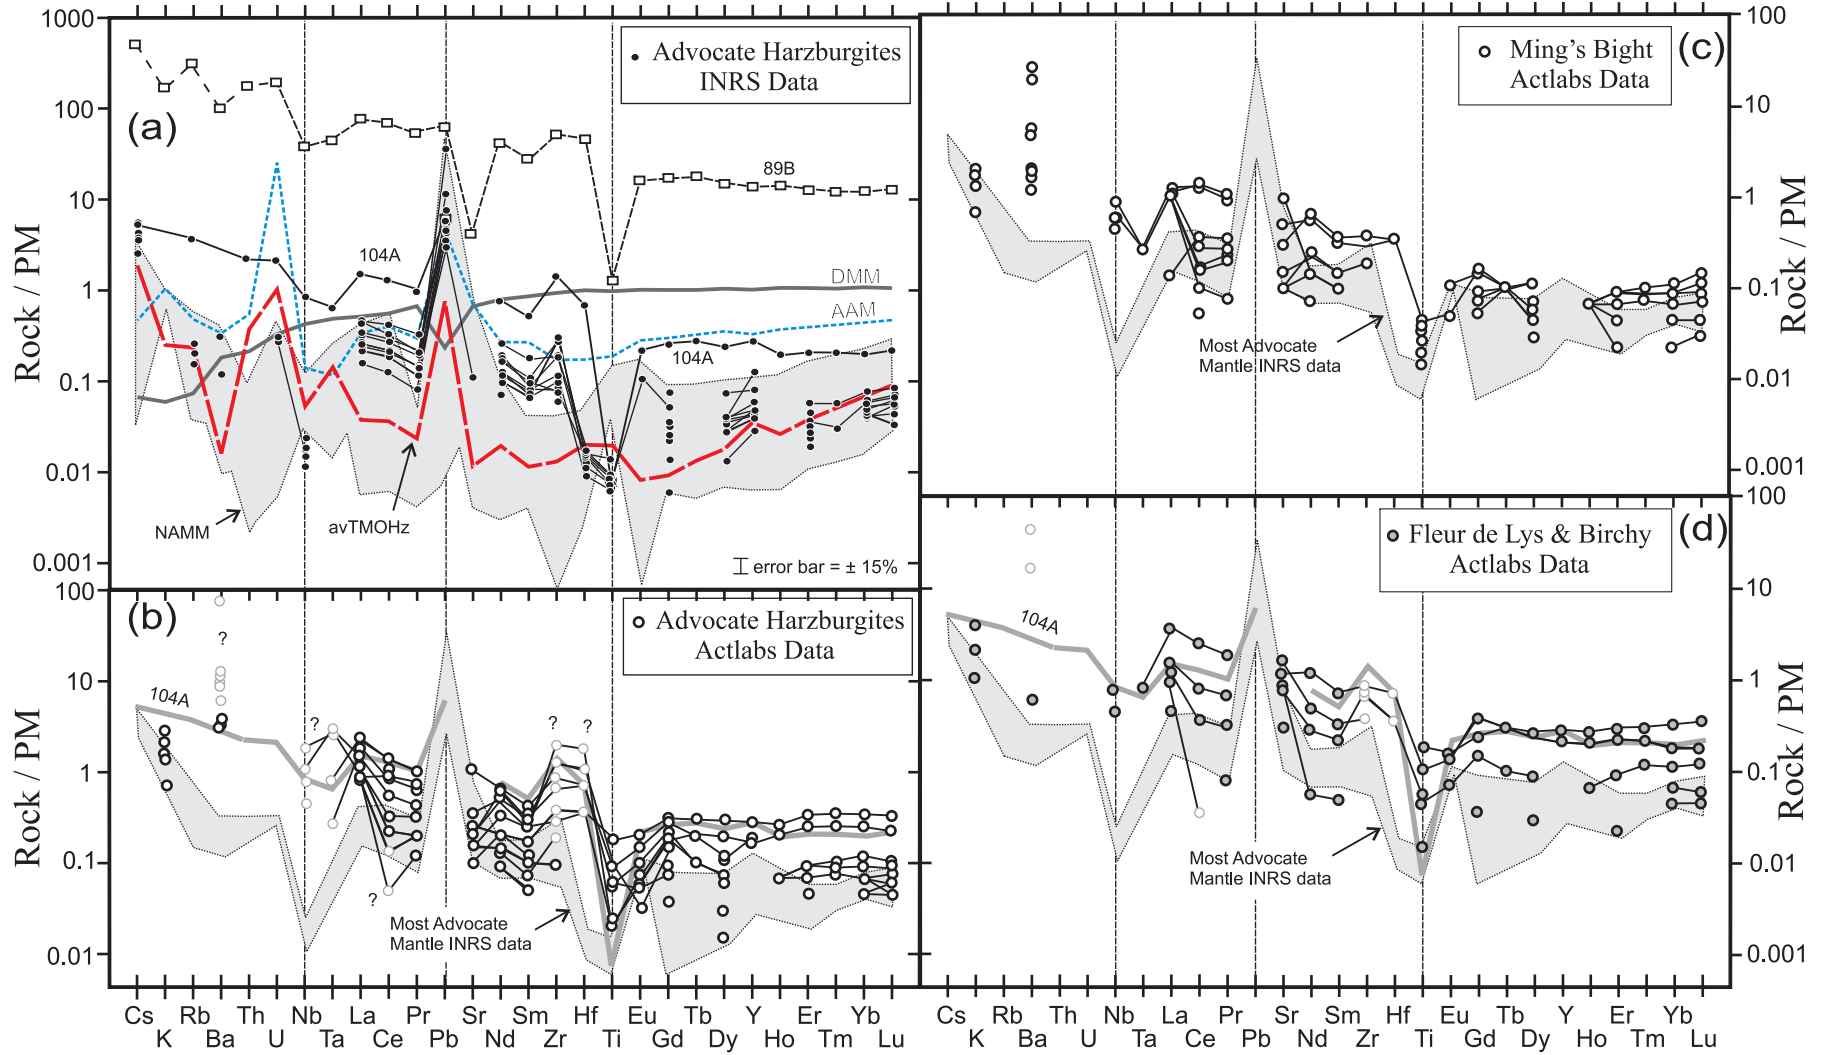 1000
100
10
1
0.1
0.01
0.001
Rock / PM
(a)
Advocate Harzburgites
INRS Data
89B
104A
DMM
AAM
104A
NAMM
avTMOHz
error bar = ± 15%
100
10
1
0.1
0.01
Rock / PM
(b)
Advocate Harzburgites
Actlabs Data
?
104A
?
?
?
?
Most Advocate
Mantle INRS data
Cs K Rb Ba Th U Nb Ta La Ce Pr Pb Sr Nd Sm Zr Hf Ti Eu Gd Tb Dy Y Ho Er Tm Yb Lu
(c)
Ming's Bight
Actlabs Data
Most Advocate
Mantle INRS data
100
10
1
0.1
0.01
0.001
Rock / PM
(d)
Fleur de Lys & Birchy
Actlabs Data
104A
Most Advocate
Mantle INRS data
100
10
1
0.1
0.01
0.001
Rock / PM
Cs K Rb Ba Th U Nb Ta La Ce Pr Pb Sr Nd Sm Zr Hf Ti Eu Gd Tb Dy Y Ho Er Tm Yb Lu